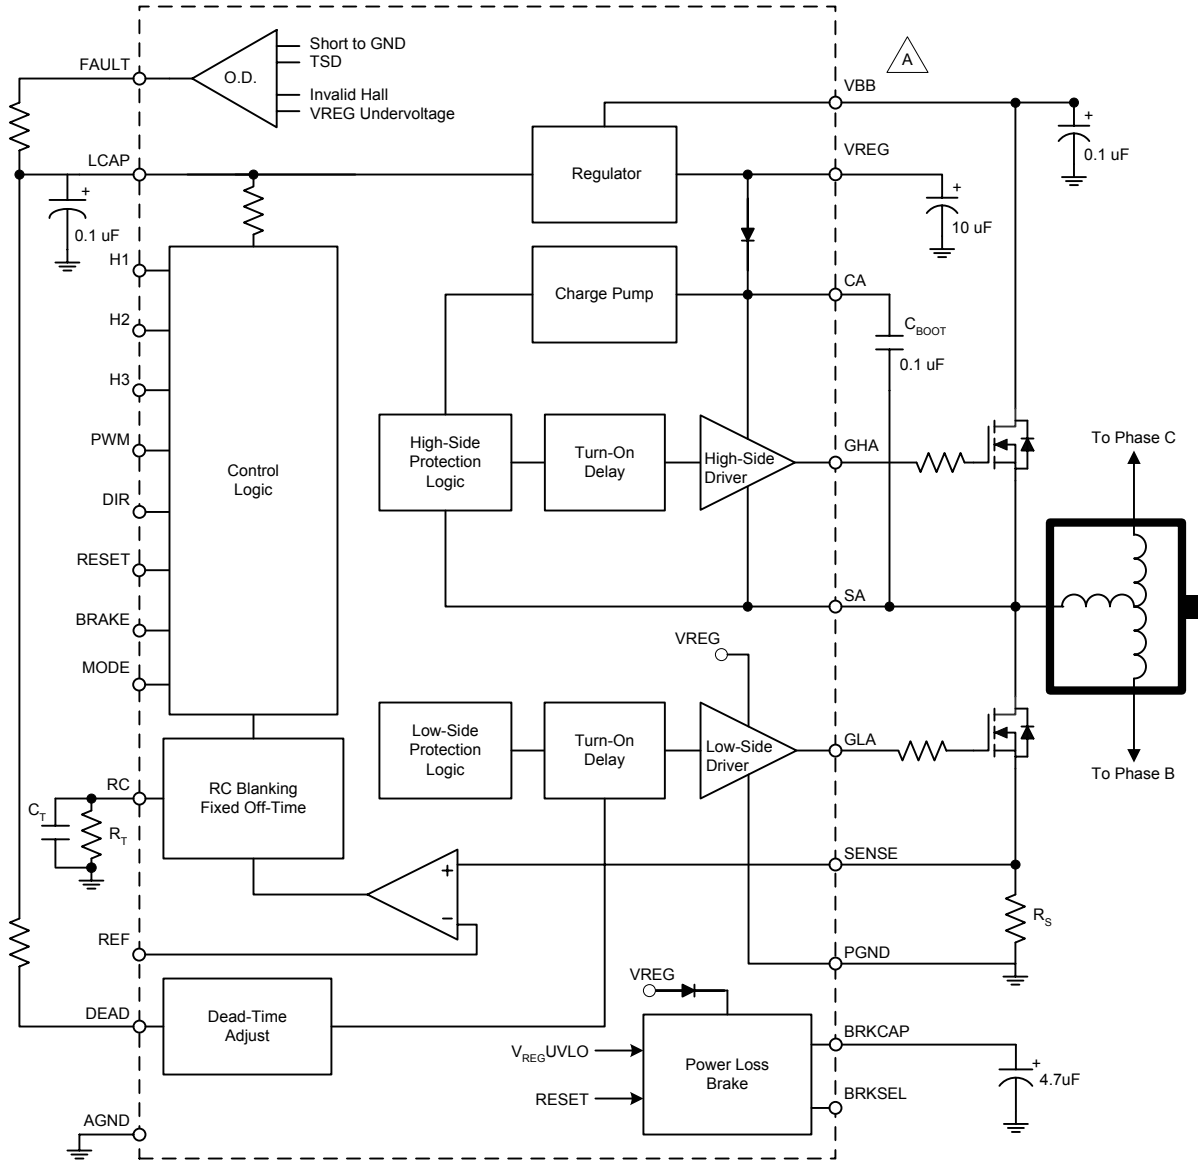 Short to GND
TSD
FAULT
O.D.
Invalid Hall
VREG Undervoltage
A
VBB
+
0.1 uF
LCAP
VREG
Regulator
+
0.1 uF
+
10 uF
H1
Charge Pump
CA
H2
C_BOOT
0.1 uF
H3
PWM
Control
Logic
High-Side
Protection
Logic
Turn-On
Delay
High-Side
Driver
GHA
To Phase C
DIR
RESET
BRAKE
SA
MODE
VREG
Low-Side
Protection
Logic
Turn-On
Delay
Low-Side
Driver
GLA
To Phase B
RC
RC Blanking
Fixed Off-Time
C_T
R_T
SENSE
+
−
R_S
REF
PGND
VREG
DEAD
Dead-Time
Adjust
V_REG UVLO
RESET
Power Loss
Brake
BRKCAP
+
4.7uF
BRKSEL
AGND